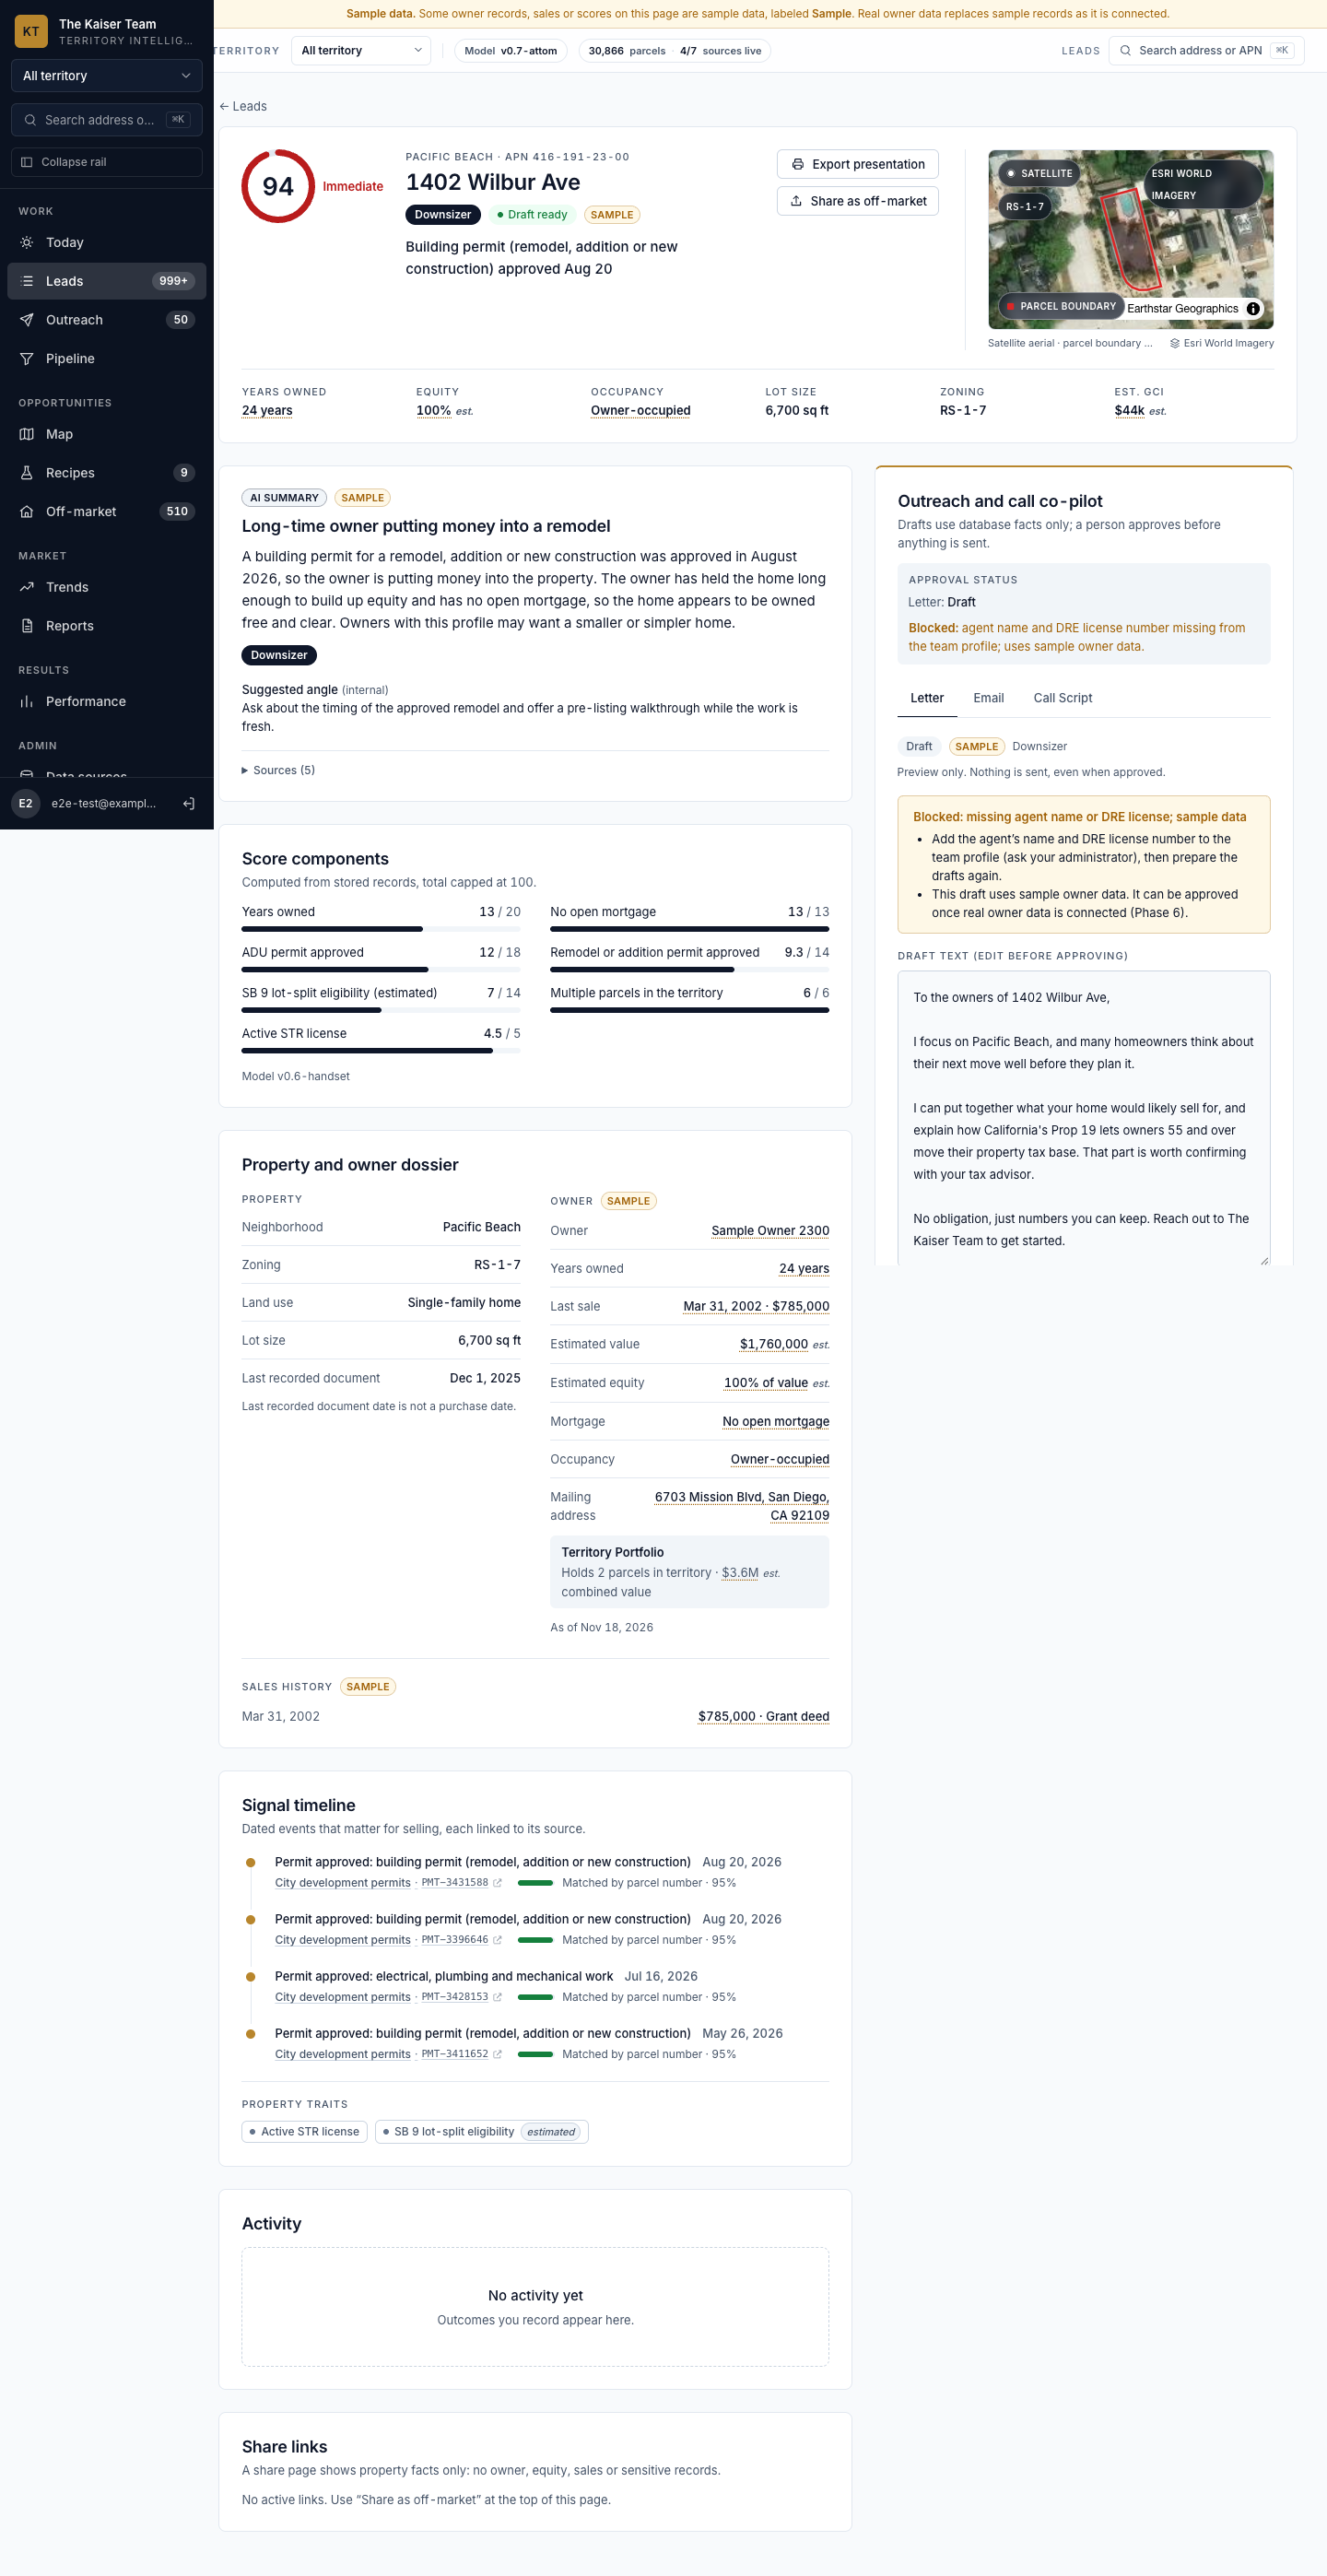 KT
The Kaiser Team
TERRITORY INTELLIG...
All territory
Search address o... ⌘K
Collapse rail
WORK
Today
Leads 999+
Outreach 50
Pipeline
OPPORTUNITIES
Map
Recipes 9
Off-market 510
MARKET
Trends
Reports
RESULTS
Performance
ADMIN
Data sources
E2 e2e-test@exampl...
Sample data. Some owner records, sales or scores on this page are sample data, labeled Sample. Real owner data replaces sample records as it is connected.
TERRITORY All territory Model v0.7-attom 30,866 parcels · 4/7 sources live LEADS Search address or APN ⌘K
← Leads
94 Immediate
PACIFIC BEACH · APN 416-191-23-00
1402 Wilbur Ave
Downsizer Draft ready SAMPLE
Building permit (remodel, addition or new
construction) approved Aug 20
Export presentation
Share as off-market
SATELLITE
ESRI WORLD
IMAGERY
RS-1-7
PARCEL BOUNDARY
Earthstar Geographics
Satellite aerial · parcel boundary ... Esri World Imagery
YEARS OWNED
24 years
EQUITY
100% est.
OCCUPANCY
Owner-occupied
LOT SIZE
6,700 sq ft
ZONING
RS-1-7
EST. GCI
$44k est.
AI SUMMARY SAMPLE
Long-time owner putting money into a remodel
A building permit for a remodel, addition or new construction was approved in August
2026, so the owner is putting money into the property. The owner has held the home long
enough to build up equity and has no open mortgage, so the home appears to be owned
free and clear. Owners with this profile may want a smaller or simpler home.
Downsizer
Suggested angle (internal)
Ask about the timing of the approved remodel and offer a pre-listing walkthrough while the work is
fresh.
Sources (5)
Score components
Computed from stored records, total capped at 100.
Years owned 13 / 20
No open mortgage 13 / 13
ADU permit approved 12 / 18
Remodel or addition permit approved 9.3 / 14
SB 9 lot-split eligibility (estimated) 7 / 14
Multiple parcels in the territory 6 / 6
Active STR license 4.5 / 5
Model v0.6-handset
Property and owner dossier
PROPERTY
Neighborhood Pacific Beach
Zoning RS-1-7
Land use Single-family home
Lot size 6,700 sq ft
Last recorded document Dec 1, 2025
Last recorded document date is not a purchase date.
OWNER SAMPLE
Owner Sample Owner 2300
Years owned 24 years
Last sale Mar 31, 2002 · $785,000
Estimated value $1,760,000 est.
Estimated equity 100% of value est.
Mortgage No open mortgage
Occupancy Owner-occupied
Mailing address 6703 Mission Blvd, San Diego,
CA 92109
Territory Portfolio
Holds 2 parcels in territory · $3.6M est.
combined value
As of Nov 18, 2026
SALES HISTORY SAMPLE
Mar 31, 2002 $785,000 · Grant deed
Signal timeline
Dated events that matter for selling, each linked to its source.
Permit approved: building permit (remodel, addition or new construction) Aug 20, 2026
City development permits · PMT-3431588 Matched by parcel number · 95%
Permit approved: building permit (remodel, addition or new construction) Aug 20, 2026
City development permits · PMT-3396646 Matched by parcel number · 95%
Permit approved: electrical, plumbing and mechanical work Jul 16, 2026
City development permits · PMT-3428153 Matched by parcel number · 95%
Permit approved: building permit (remodel, addition or new construction) May 26, 2026
City development permits · PMT-3411652 Matched by parcel number · 95%
PROPERTY TRAITS
Active STR license SB 9 lot-split eligibility estimated
Activity
No activity yet
Outcomes you record appear here.
Share links
A share page shows property facts only: no owner, equity, sales or sensitive records.
No active links. Use “Share as off-market” at the top of this page.
Outreach and call co-pilot
Drafts use database facts only; a person approves before
anything is sent.
APPROVAL STATUS
Letter: Draft
Blocked: agent name and DRE license number missing from
the team profile; uses sample owner data.
Letter Email Call Script
Draft SAMPLE Downsizer
Preview only. Nothing is sent, even when approved.
Blocked: missing agent name or DRE license; sample data
• Add the agent’s name and DRE license number to the
team profile (ask your administrator), then prepare the
drafts again.
• This draft uses sample owner data. It can be approved
once real owner data is connected (Phase 6).
DRAFT TEXT (EDIT BEFORE APPROVING)
To the owners of 1402 Wilbur Ave,
I focus on Pacific Beach, and many homeowners think about
their next move well before they plan it.
I can put together what your home would likely sell for, and
explain how California's Prop 19 lets owners 55 and over
move their property tax base. That part is worth confirming
with your tax advisor.
No obligation, just numbers you can keep. Reach out to The
Kaiser Team to get started.